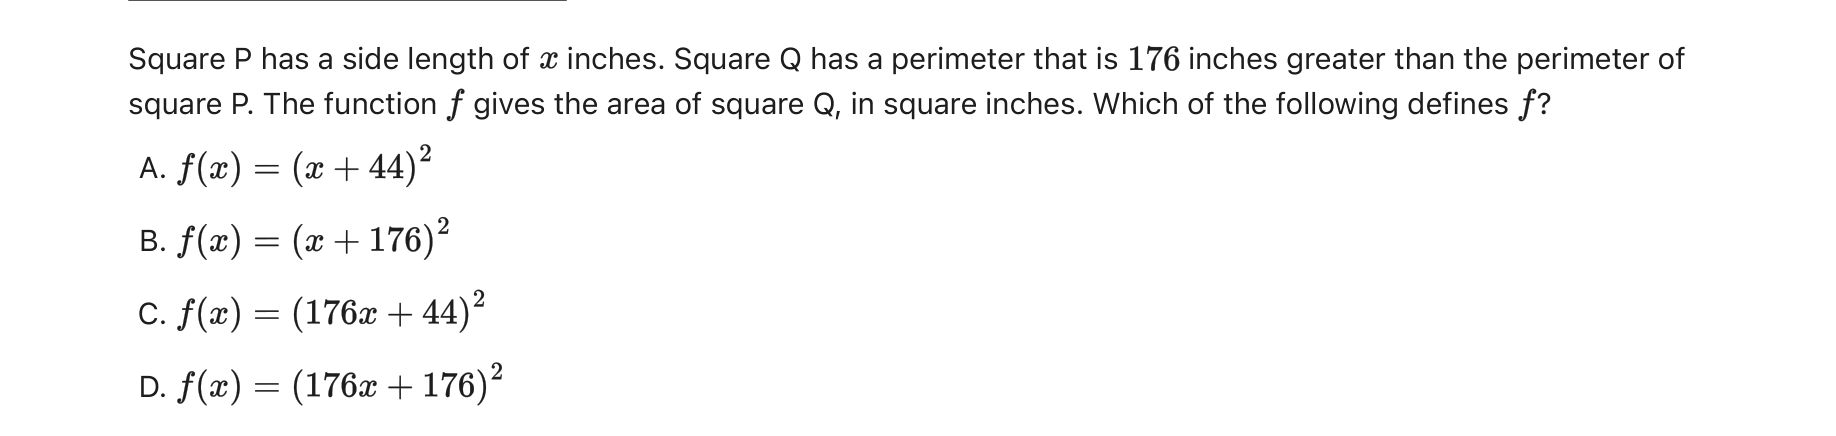 Square P has a side length of x inches. Square Q has a perimeter that is 176 inches greater than the perimeter of
square P. The function f gives the area of square Q, in square inches. Which of the following defines f?
A. f(x) = (x + 44)²
B. f(x) = (x + 176)²
C. f(x) = (176x + 44)²
D. f(x) = (176x + 176)²